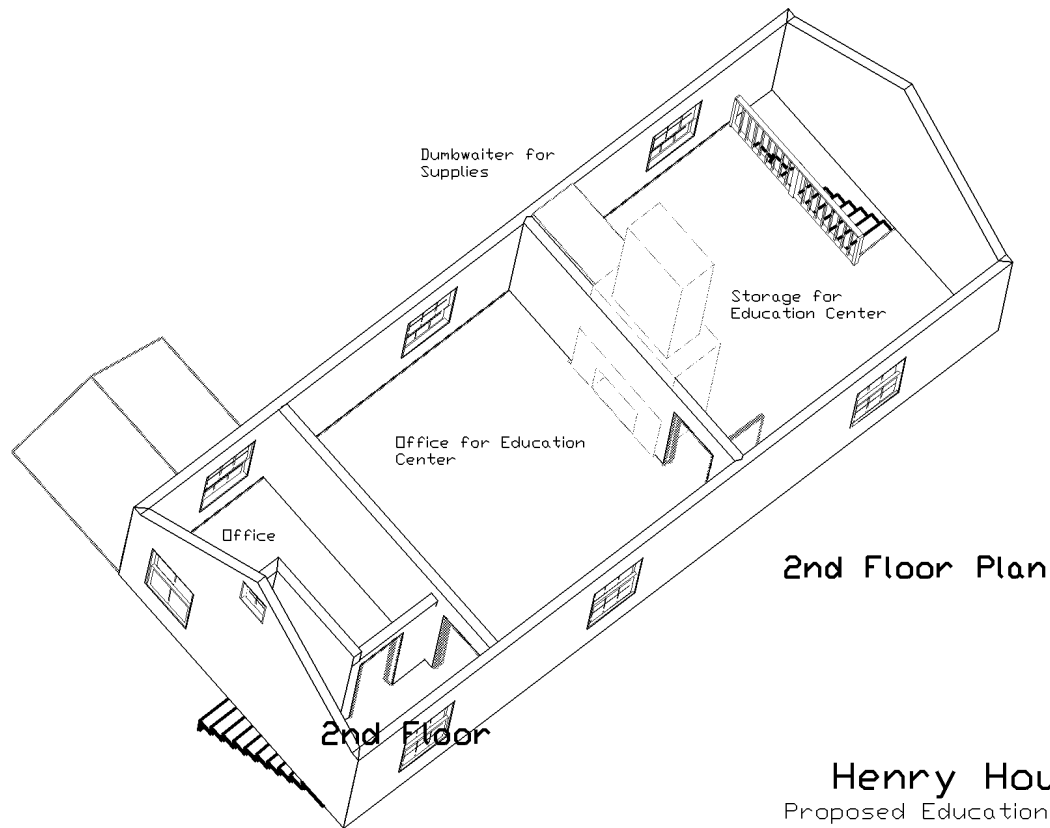 Dumbwaiter for
Supplies
Storage for
Education Center
Office for Education
Center
Office
2nd Floor Plan
2nd Floor
Henry
Proposed Education